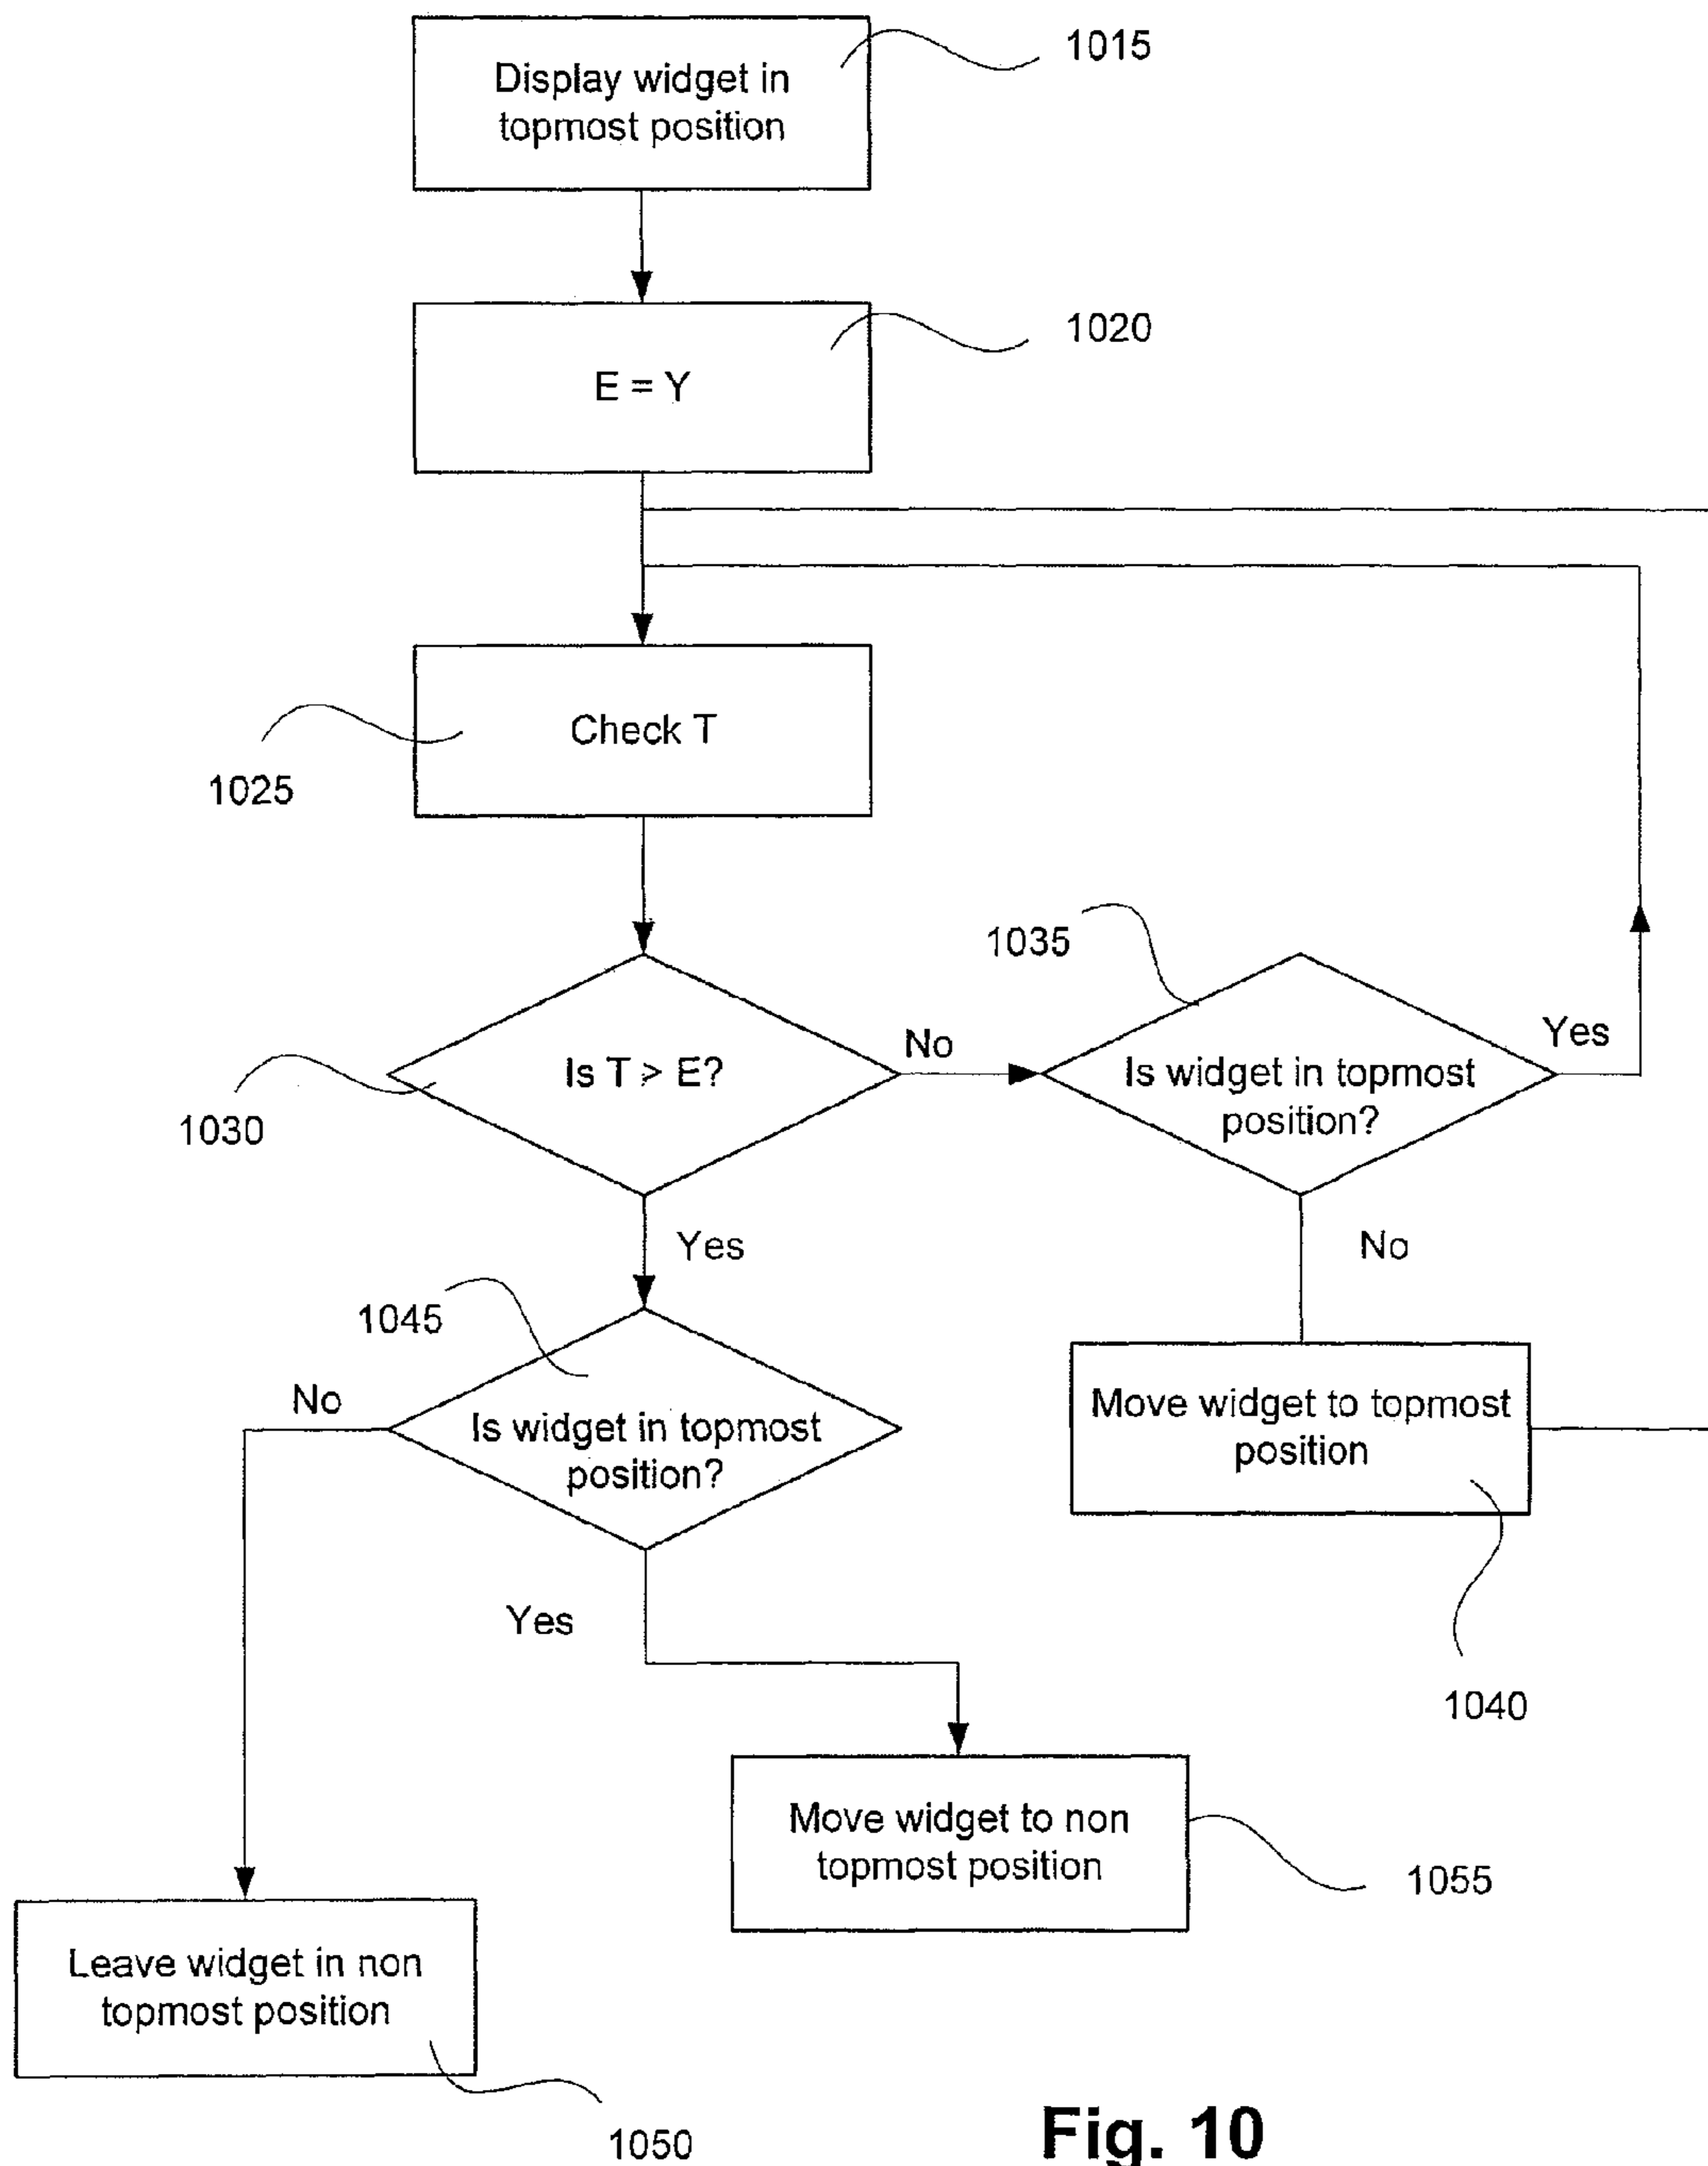 Display widget in
topmost position
1015
E = Y
1020
Check T
1025
Is T > E?
1030
No
1035
Is widget in topmost
position?
Yes
No
Yes
1045
Is widget in topmost
position?
No
Yes
Move widget to topmost
position
1040
Move widget to non
topmost position
1055
Leave widget in non
topmost position
1050
Fig. 10